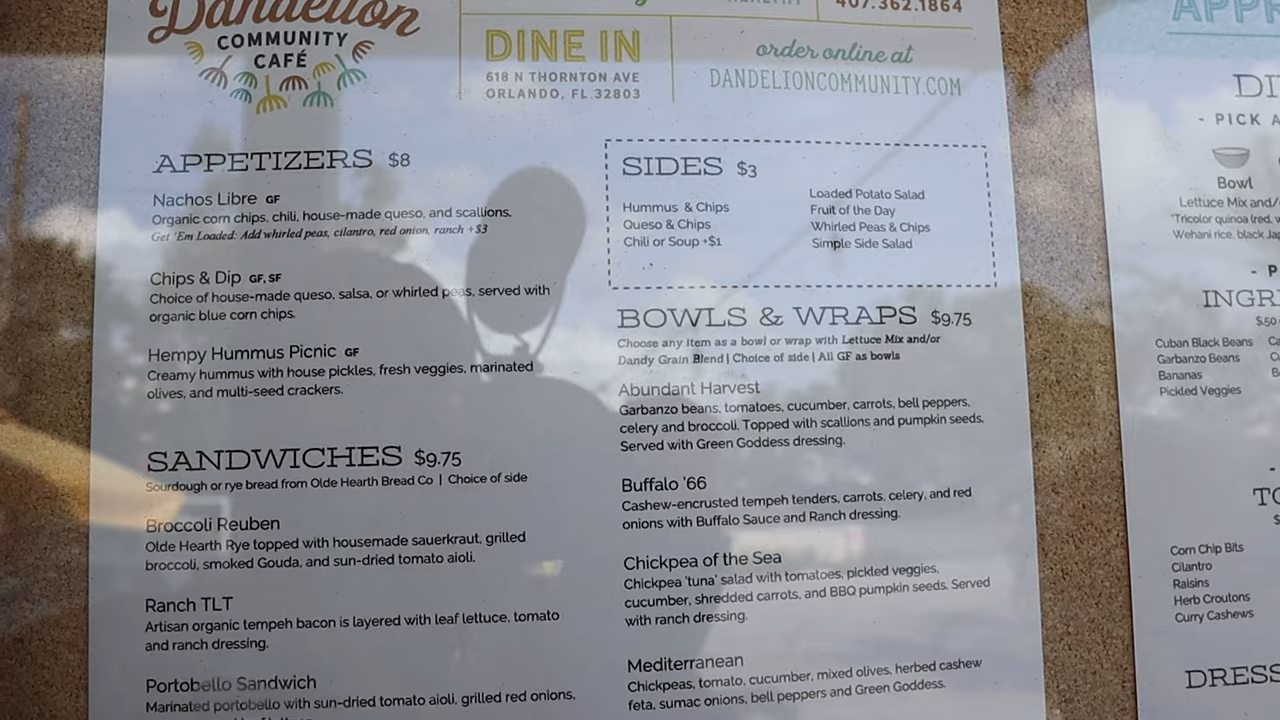 Dandelion
COMMUNITY
CAFÉ
DINE IN
618 N THORNTON AVE
ORLANDO, FL 32803
407.362.1864
order online at
DANDELIONCOMMUNITY.COM
APPETIZERS $8
Nachos Libre GF
Organic corn chips, chili, house-made queso, and scallions.
Get 'Em Loaded: Add whirled peas, cilantro, red onion, ranch +$3
Chips & Dip GF, SF
Choice of house-made queso, salsa, or whirled peas, served with
organic blue corn chips.
Hempy Hummus Picnic GF
Creamy hummus with house pickles, fresh veggies, marinated
olives, and multi-seed crackers.
SANDWICHES $9.75
Sourdough or rye bread from Olde Hearth Bread Co | Choice of side
Broccoli Reuben
Olde Hearth Rye topped with housemade sauerkraut, grilled
broccoli, smoked Gouda, and sun-dried tomato aioli.
Ranch TLT
Artisan organic tempeh bacon is layered with leaf lettuce, tomato
and ranch dressing.
Portobello Sandwich
Marinated portobello with sun-dried tomato aioli, grilled red onions,
SIDES $3
Hummus & Chips
Queso & Chips
Chili or Soup +$1
Loaded Potato Salad
Fruit of the Day
Whirled Peas & Chips
Simple Side Salad
BOWLS & WRAPS $9.75
Choose any item as a bowl or wrap with Lettuce Mix and/or
Dandy Grain Blend | Choice of side | All GF as bowls
Abundant Harvest
Garbanzo beans, tomatoes, cucumber, carrots, bell peppers,
celery and broccoli. Topped with scallions and pumpkin seeds.
Served with Green Goddess dressing.
Buffalo '66
Cashew-encrusted tempeh tenders, carrots, celery, and red
onions with Buffalo Sauce and Ranch dressing.
Chickpea of the Sea
Chickpea 'tuna' salad with tomatoes, pickled veggies,
cucumber, shredded carrots, and BBQ pumpkin seeds. Served
with ranch dressing.
Mediterranean
Chickpeas, tomato, cucumber, mixed olives, herbed cashew
feta, sumac onions, bell peppers and Green Goddess.
- PICK A
Bowl
Lettuce Mix and/
*Tricolor quinoa (red,
Wehani rice, black Jap
- P
INGR
$.50
Cuban Black Beans
Garbanzo Beans
Bananas
Pickled Veggies
TO
Corn Chip Bits
Cilantro
Raisins
Herb Croutons
Curry Cashews
DRESS